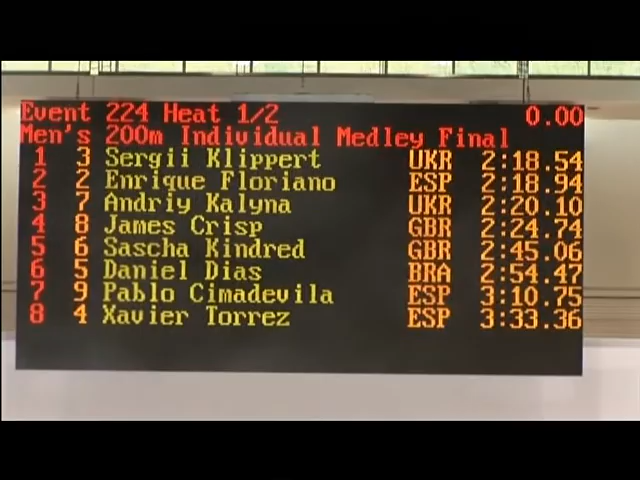 Event 224 Heat 1/2 0.00
Men's 200m Individual Medley Final
1 3 Sergii Klippert UKR 2:18.54
2 2 Enrique Floriano ESP 2:18.94
3 7 Andriy Kalyna UKR 2:20.10
4 8 James Crisp GBR 2:24.74
5 6 Sascha Kindred GBR 2:45.06
6 5 Daniel Dias BRA 2:54.47
7 9 Pablo Cimadevila ESP 3:10.75
8 4 Xavier Torrez ESP 3:33.36